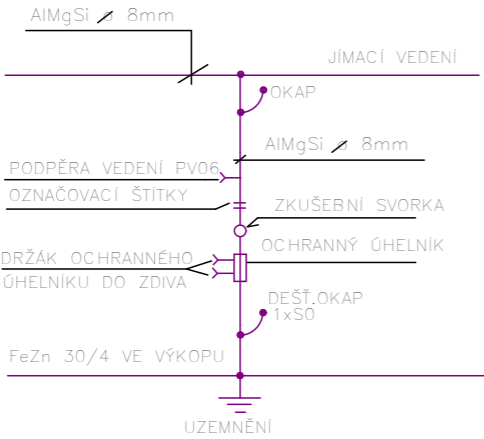 AlMgSi ø 8mm
JÍMACÍ VEDENÍ
OKAP
AlMgSi ø 8mm
PODPĚRA VEDENÍ PV06
OZNAČOVACÍ ŠTÍTKY
ZKUŠEBNÍ SVORKA
OCHRANNÝ ÚHELNÍK
DRŽÁK OCHRANNÉHO
ÚHELNÍKU DO ZDIVA
DEŠŤ.OKAP
1xS0
FeZn 30/4 VE VÝKOPU
UZEMNĚNÍ